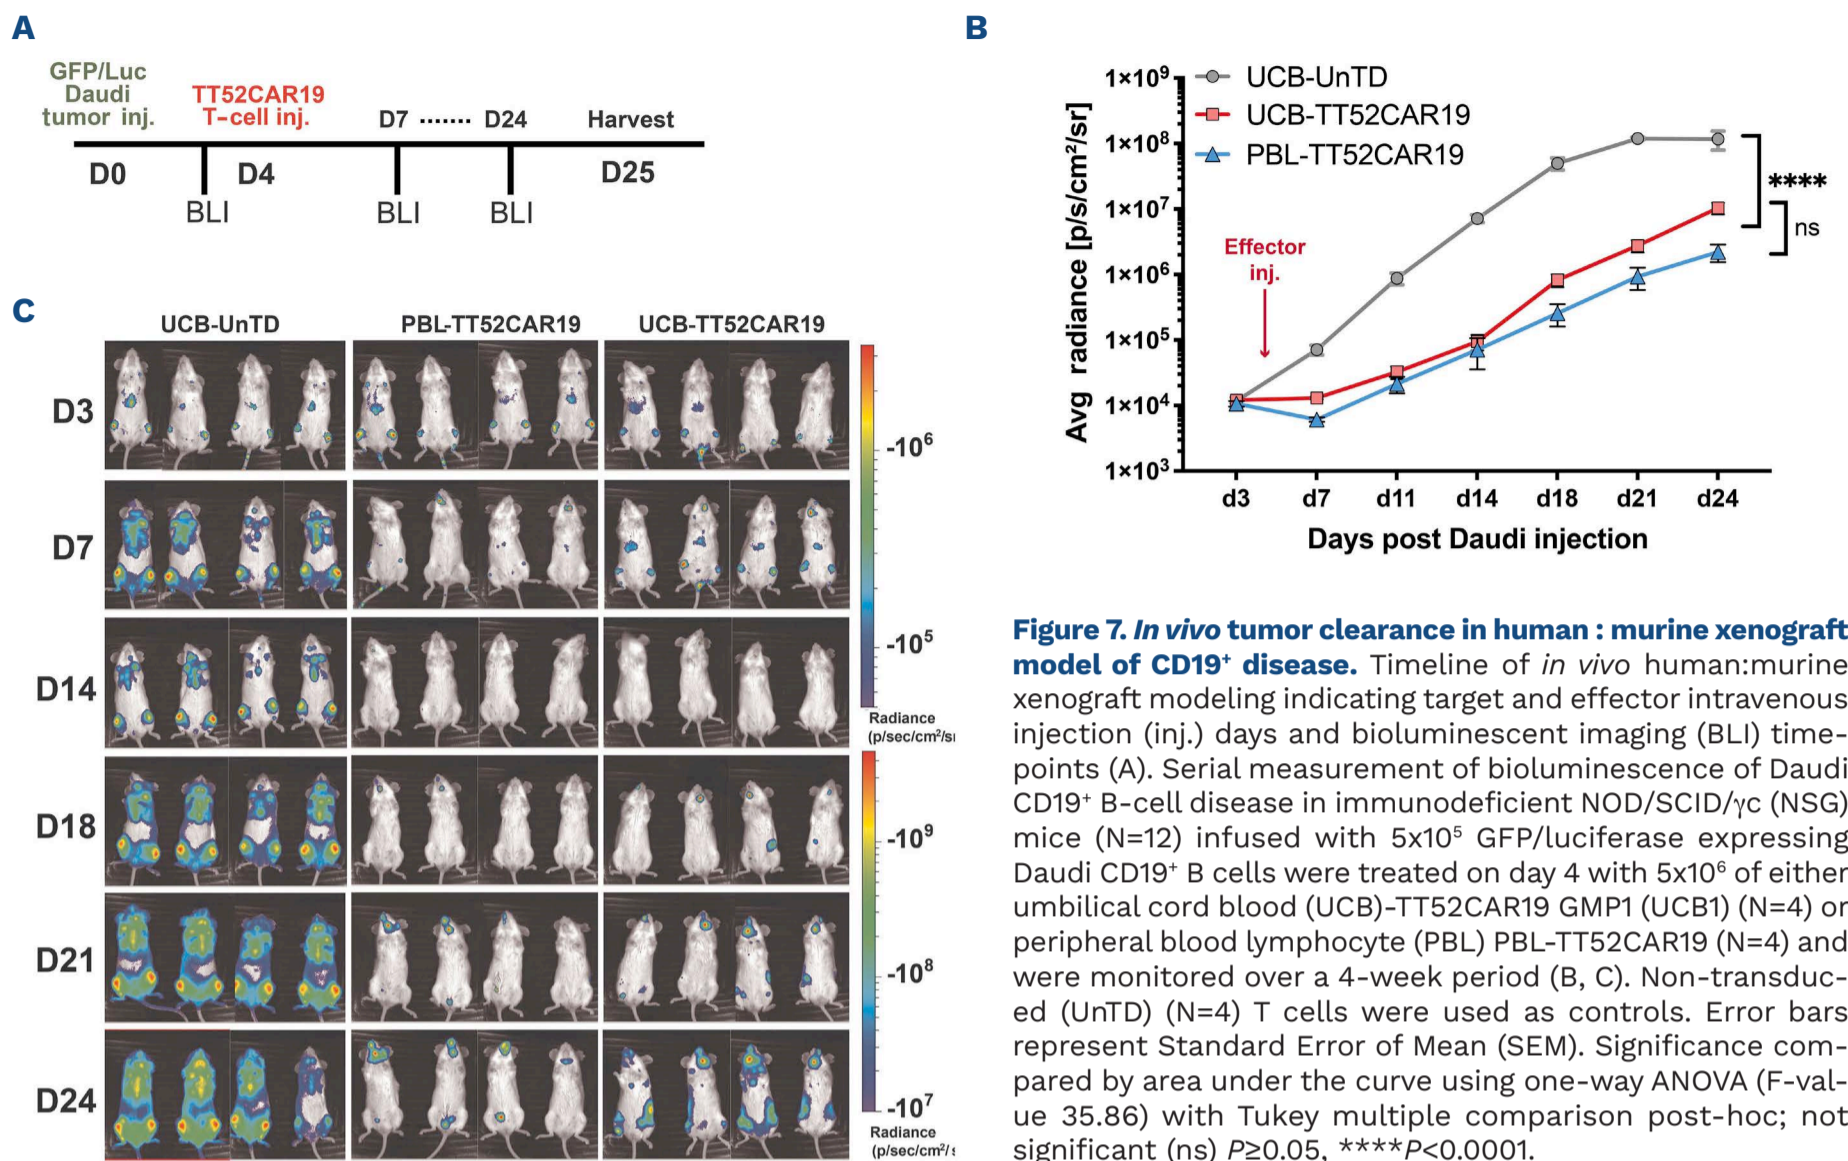 A
GFP/Luc
Daudi
tumor inj.
TT52CAR19
T-cell inj.
D7 ....... D24
Harvest
D0
D4
D25
BLI
BLI
BLI
B
1×10⁹
1×10⁸
1×10⁷
1×10⁶
1×10⁵
1×10⁴
1×10³
Avg radiance [p/s/cm²/sr]
UCB-UnTD
UCB-TT52CAR19
PBL-TT52CAR19
Effector
inj.
****
ns
d3 d7 d11 d14 d18 d21 d24
Days post Daudi injection
C
UCB-UnTD PBL-TT52CAR19 UCB-TT52CAR19
D3
D7
D14
D18
D21
D24
-10⁶
-10⁵
Radiance
(p/sec/cm²/sr
-10⁹
-10⁸
-10⁷
Radiance
(p/sec/cm²/s
Figure 7. In vivo tumor clearance in human : murine xenograft
model of CD19⁺ disease. Timeline of in vivo human:murine
xenograft modeling indicating target and effector intravenous
injection (inj.) days and bioluminescent imaging (BLI) time-
points (A). Serial measurement of bioluminescence of Daudi
CD19⁺ B-cell disease in immunodeficient NOD/SCID/γc (NSG)
mice (N=12) infused with 5x10⁵ GFP/luciferase expressing
Daudi CD19⁺ B cells were treated on day 4 with 5x10⁶ of either
umbilical cord blood (UCB)-TT52CAR19 GMP1 (UCB1) (N=4) or
peripheral blood lymphocyte (PBL) PBL-TT52CAR19 (N=4) and
were monitored over a 4-week period (B, C). Non-transduc-
ed (UnTD) (N=4) T cells were used as controls. Error bars
represent Standard Error of Mean (SEM). Significance com-
pared by area under the curve using one-way ANOVA (F-val-
ue 35.86) with Tukey multiple comparison post-hoc; not
significant (ns) P≥0.05, ****P<0.0001.